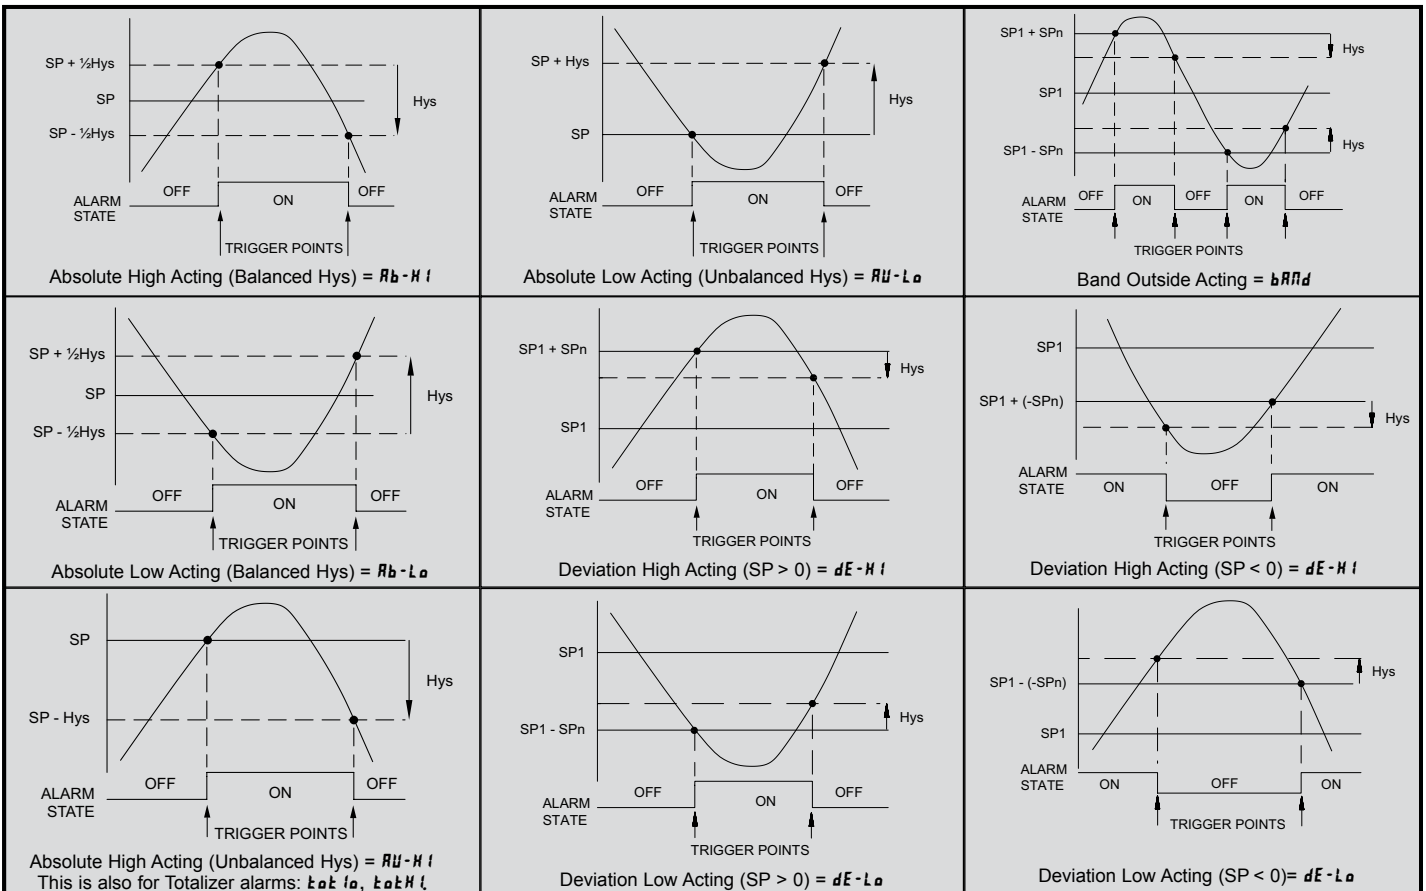 SP + ½Hys
SP
SP - ½Hys
Hys
OFF
ON
OFF
ALARM
STATE
TRIGGER POINTS
Absolute High Acting (Balanced Hys) = Ab-HI
SP + Hys
SP
Hys
OFF
ON
OFF
ALARM
STATE
TRIGGER POINTS
Absolute Low Acting (Unbalanced Hys) = AU-Lo
SP1 + SPn
Hys
SP1
SP1 - SPn
Hys
OFF
ON
OFF
ON
OFF
ALARM
STATE
TRIGGER POINTS
Band Outside Acting = bANd
SP + ½Hys
SP
SP - ½Hys
Hys
OFF
ON
OFF
ALARM
STATE
TRIGGER POINTS
Absolute Low Acting (Balanced Hys) = Ab-Lo
SP1 + SPn
Hys
SP1
OFF
ON
OFF
ALARM
STATE
TRIGGER POINTS
Deviation High Acting (SP > 0) = dE-HI
SP1
SP1 + (-SPn)
Hys
ALARM
STATE
ON
OFF
ON
TRIGGER POINTS
Deviation High Acting (SP < 0) = dE-HI
SP
Hys
SP - Hys
OFF
ON
OFF
ALARM
STATE
TRIGGER POINTS
Absolute High Acting (Unbalanced Hys) = AU-HI
This is also for Totalizer alarms: totlo, totHI.
SP1
SP1 - SPn
Hys
OFF
ON
OFF
ALARM
STATE
TRIGGER POINTS
Deviation Low Acting (SP > 0) = dE-Lo
SP1 - (-SPn)
Hys
SP1
ALARM
STATE
ON
OFF
ON
TRIGGER POINTS
Deviation Low Acting (SP < 0)= dE-Lo